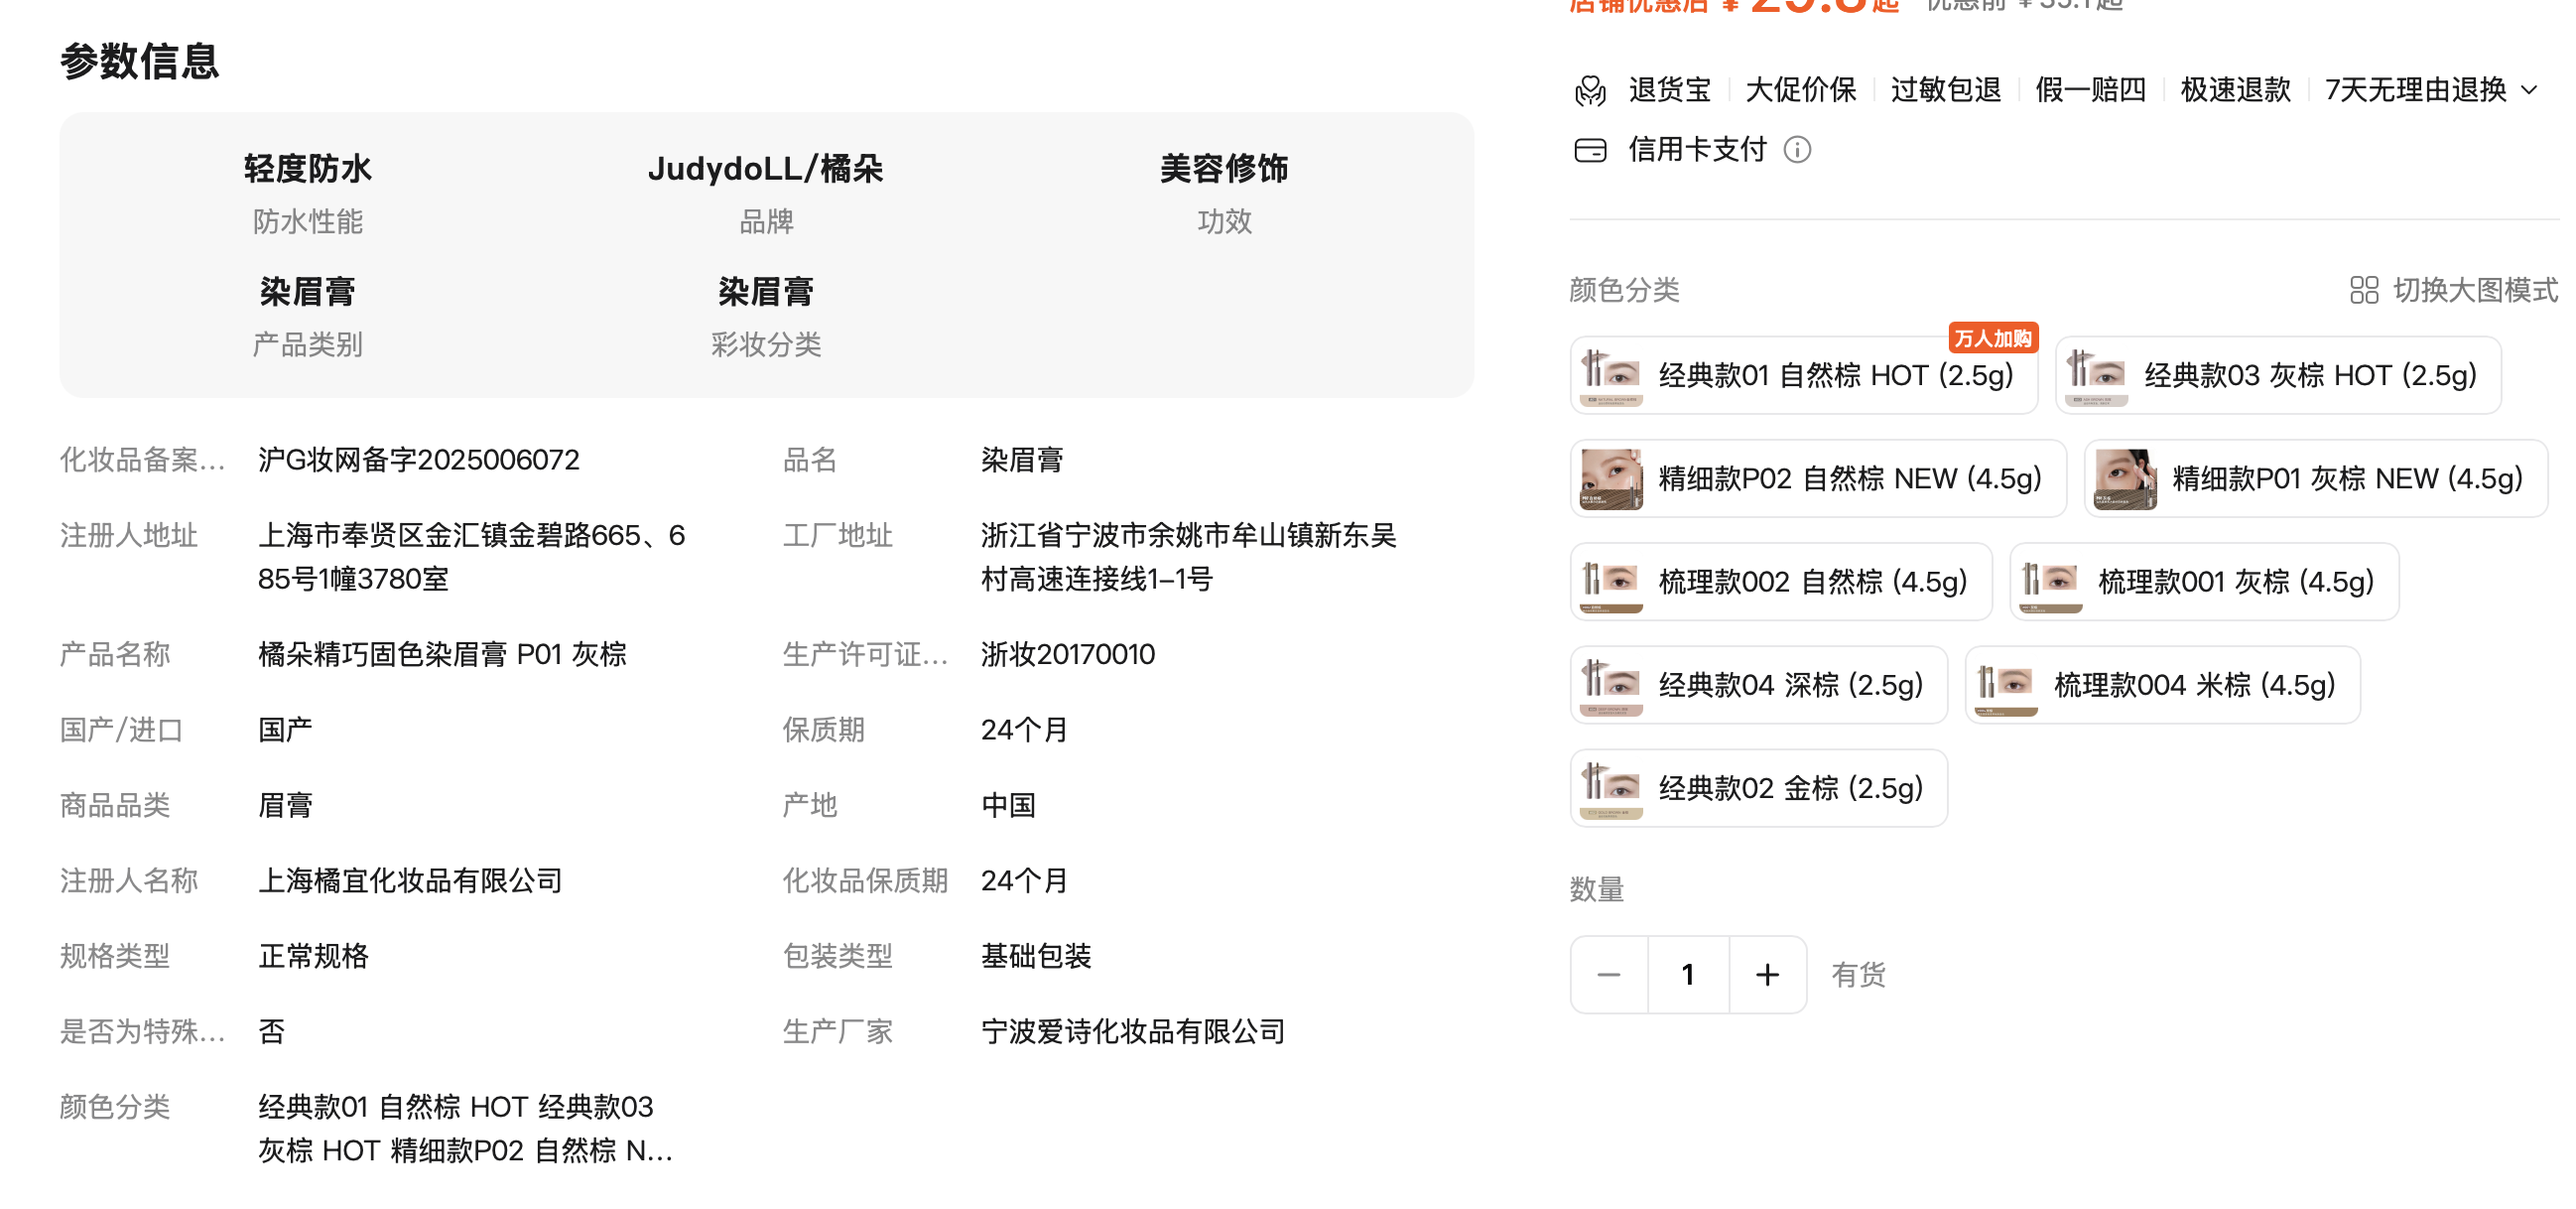 参数信息
轻度防水
防水性能
JudydoLL/橘朵
品牌
美容修饰
功效
染眉膏
产品类别
染眉膏
彩妆分类
化妆品备案...
沪G妆网备字2025006072
品名
染眉膏
注册人地址
上海市奉贤区金汇镇金碧路665、6
85号1幢3780室
工厂地址
浙江省宁波市余姚市牟山镇新东吴
村高速连接线1-1号
产品名称
橘朵精巧固色染眉膏 P01 灰棕
生产许可证...
浙妆20170010
国产/进口
国产
保质期
24个月
商品品类
眉膏
产地
中国
注册人名称
上海橘宜化妆品有限公司
化妆品保质期
24个月
规格类型
正常规格
包装类型
基础包装
是否为特殊...
否
生产厂家
宁波爱诗化妆品有限公司
颜色分类
经典款01 自然棕 HOT 经典款03
灰棕 HOT 精细款P02 自然棕 N...
店铺优惠后 ¥29.8起 优惠前 ¥35.1起
退货宝 大促价保 过敏包退 假一赔四 极速退款 7天无理由退换
信用卡支付
颜色分类
切换大图模式
万人加购
经典款01 自然棕 HOT (2.5g)
经典款03 灰棕 HOT (2.5g)
精细款P02 自然棕 NEW (4.5g)
精细款P01 灰棕 NEW (4.5g)
梳理款002 自然棕 (4.5g)
梳理款001 灰棕 (4.5g)
经典款04 深棕 (2.5g)
梳理款004 米棕 (4.5g)
经典款02 金棕 (2.5g)
数量
1
有货